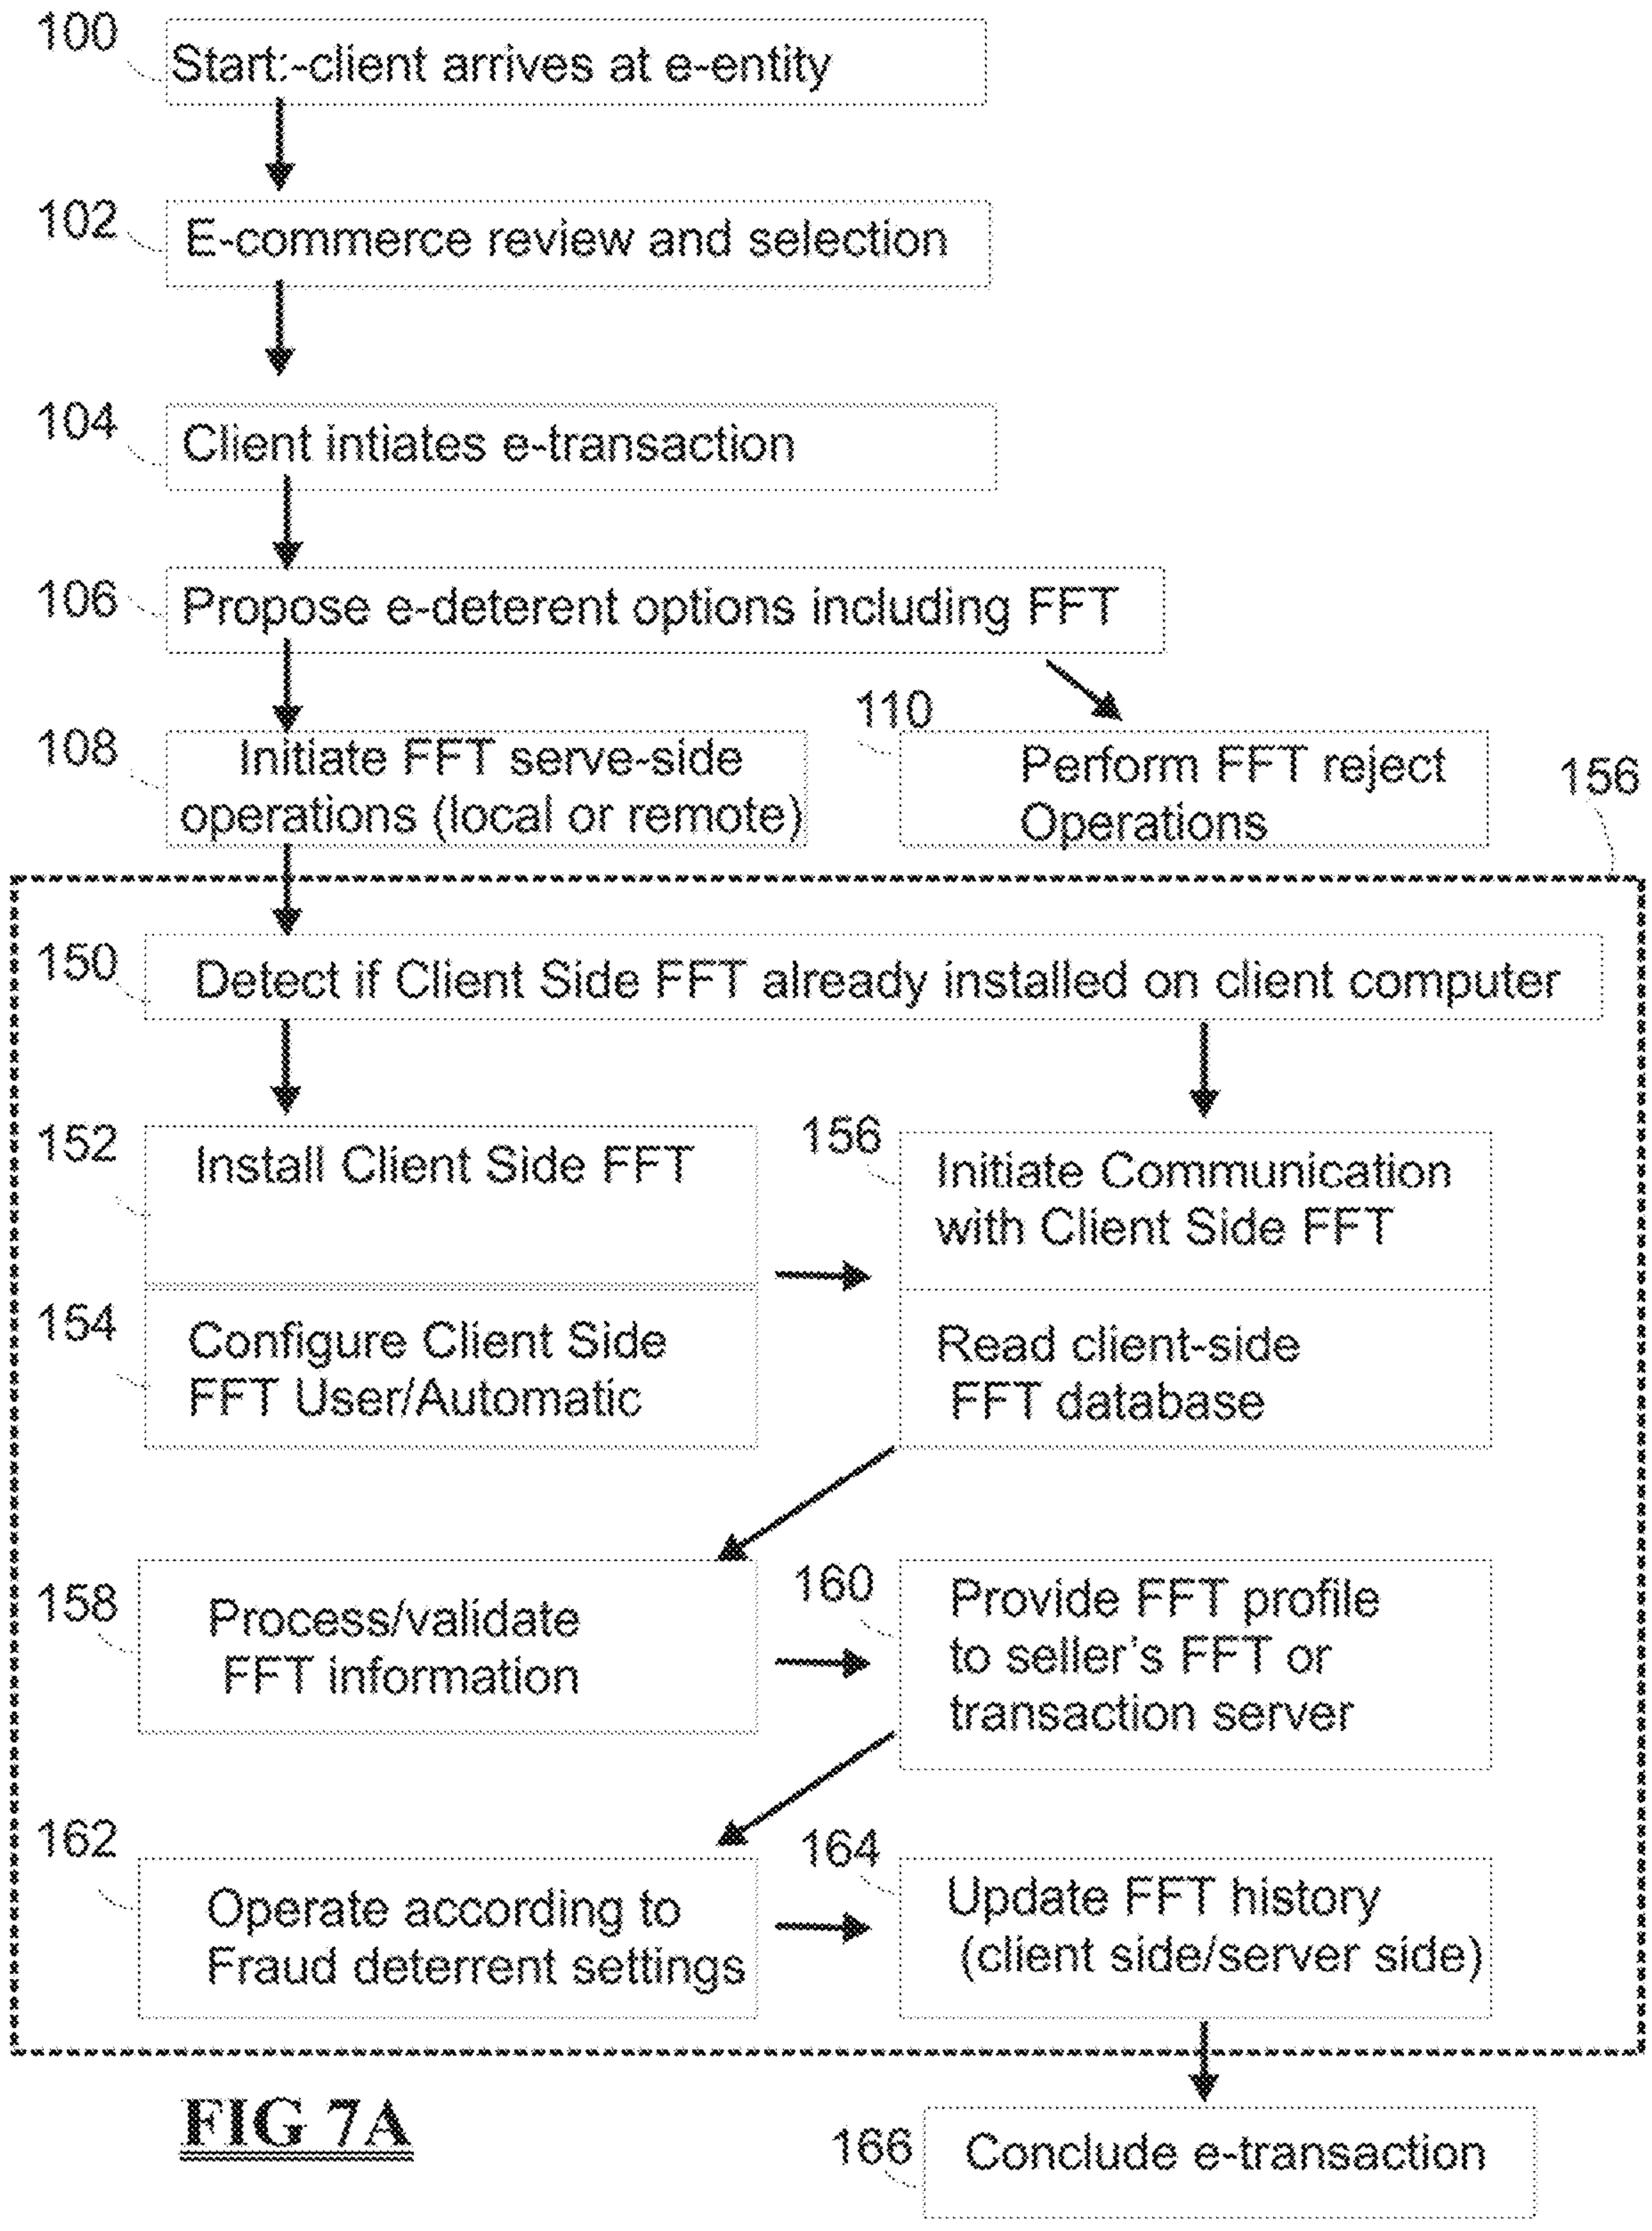 100
Start:-client arrives at e-entity
102
E-commerce review and selection
104
Client intiates e-transaction
106
Propose e-deterent options including FFT
108
Initiate FFT serve-side
operations (local or remote)
110
Perform FFT reject
Operations
156
150
Detect if Client Side FFT already installed on client computer
152
Install Client Side FFT
156
Initiate Communication
with Client Side FFT
154
Configure Client Side
FFT User/Automatic
Read client-side
FFT database
158
Process/validate
FFT information
160
Provide FFT profile
to seller's FFT or
transaction server
162
Operate according to
Fraud deterrent settings
164
Update FFT history
(client side/server side)
FIG 7A
166
Conclude e-transaction